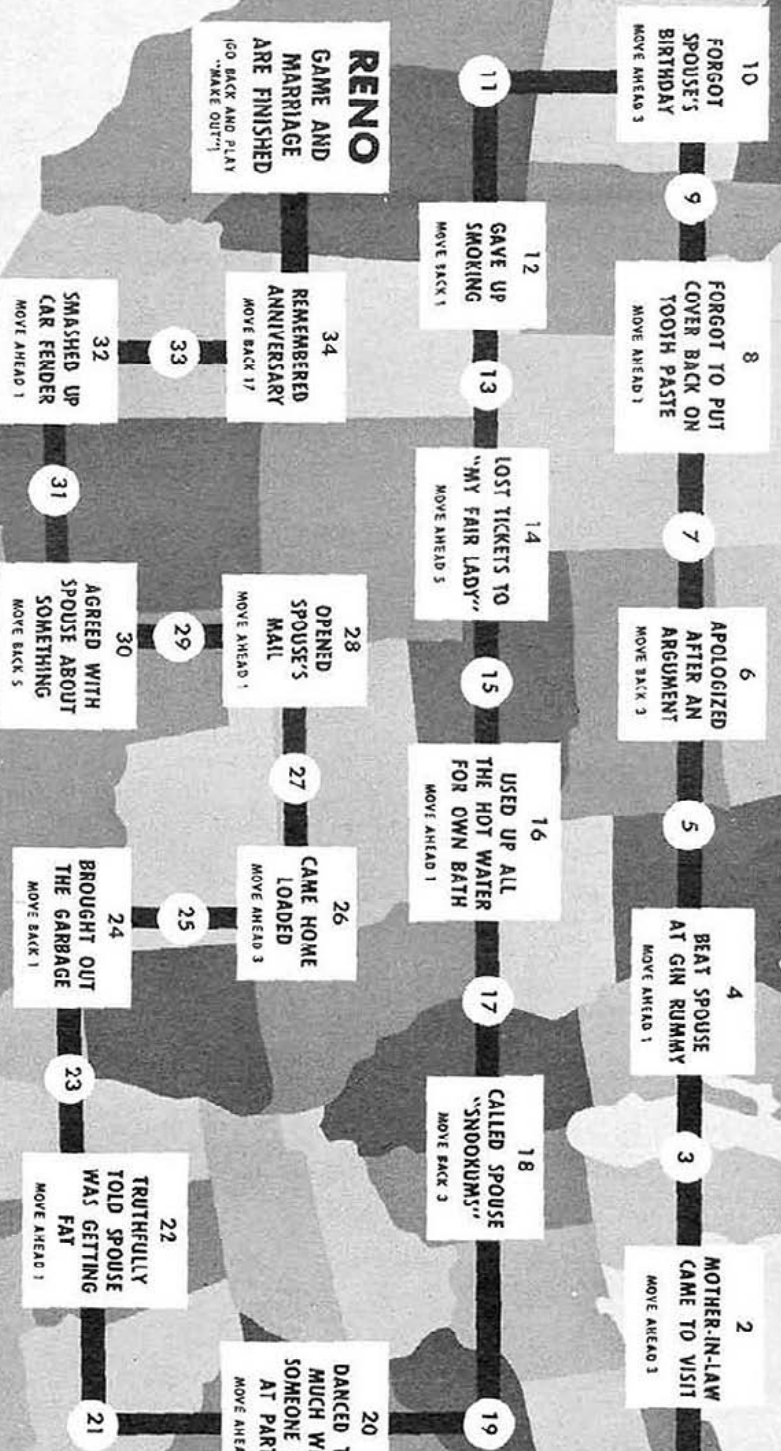 10
FORGOT
SPOUSE'S
BIRTHDAY
MOVE AHEAD 3
9
8
FORGOT TO PUT
COVER BACK ON
TOOTH PASTE
MOVE AHEAD 1
7
6
APOLOGIZED
AFTER AN
ARGUMENT
MOVE BACK 3
5
4
BEAT SPOUSE
AT GIN RUMMY
MOVE AHEAD 1
3
2
MOTHER-IN-LAW
CAME TO VISIT
MOVE AHEAD 3
11
12
GAVE UP
SMOKING
MOVE BACK 1
13
14
LOST TICKETS TO
"MY FAIR LADY"
MOVE AHEAD 5
15
16
USED UP ALL
THE HOT WATER
FOR OWN BATH
MOVE AHEAD 1
17
18
CALLED SPOUSE
"SNOOKUMS"
MOVE BACK 3
19
RENO
GAME AND
MARRIAGE
ARE FINISHED
(GO BACK AND PLAY
"MAKE OUT")
34
REMEMBERED
ANNIVERSARY
MOVE BACK 17
28
OPENED
SPOUSE'S
MAIL
MOVE AHEAD 1
27
26
CAME HOME
LOADED
MOVE AHEAD 3
20
DANCED
MUCH
SOMEONE
AT
MOVE
33
29
25
32
SMASHED UP
CAR FENDER
MOVE AHEAD 1
31
30
AGREED WITH
SPOUSE ABOUT
SOMETHING
MOVE BACK 5
24
BROUGHT OUT
THE GARBAGE
MOVE BACK 1
23
22
TRUTHFULLY
TOLD SPOUSE
WAS GETTING
FAT
MOVE AHEAD 1
21